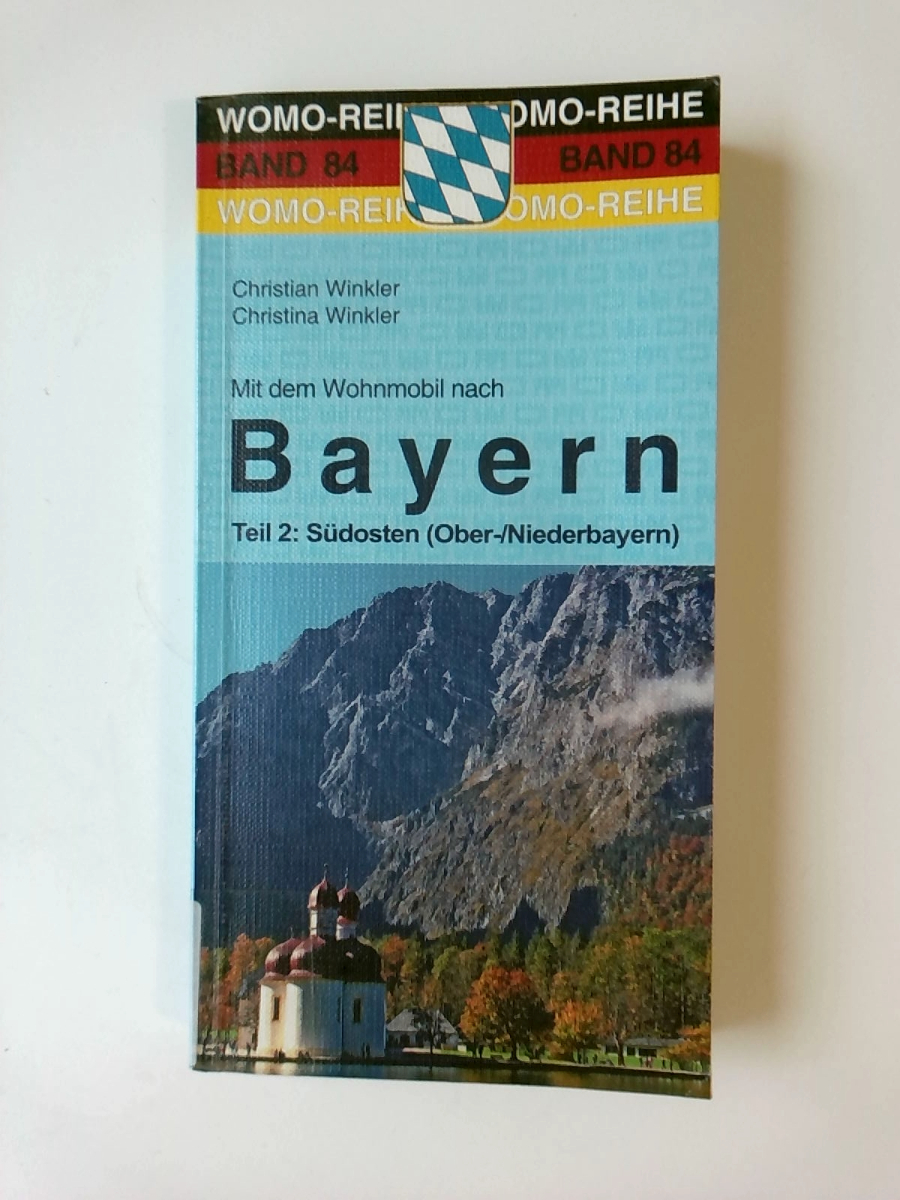 WOMO-REI OMO-REIHE
BAND 84 BAND 84
WOMO-REIH OMO-REIHE
Christian Winkler
Christina Winkler
Mit dem Wohnmobil nach
Bayern
Teil 2: Südosten (Ober-/Niederbayern)